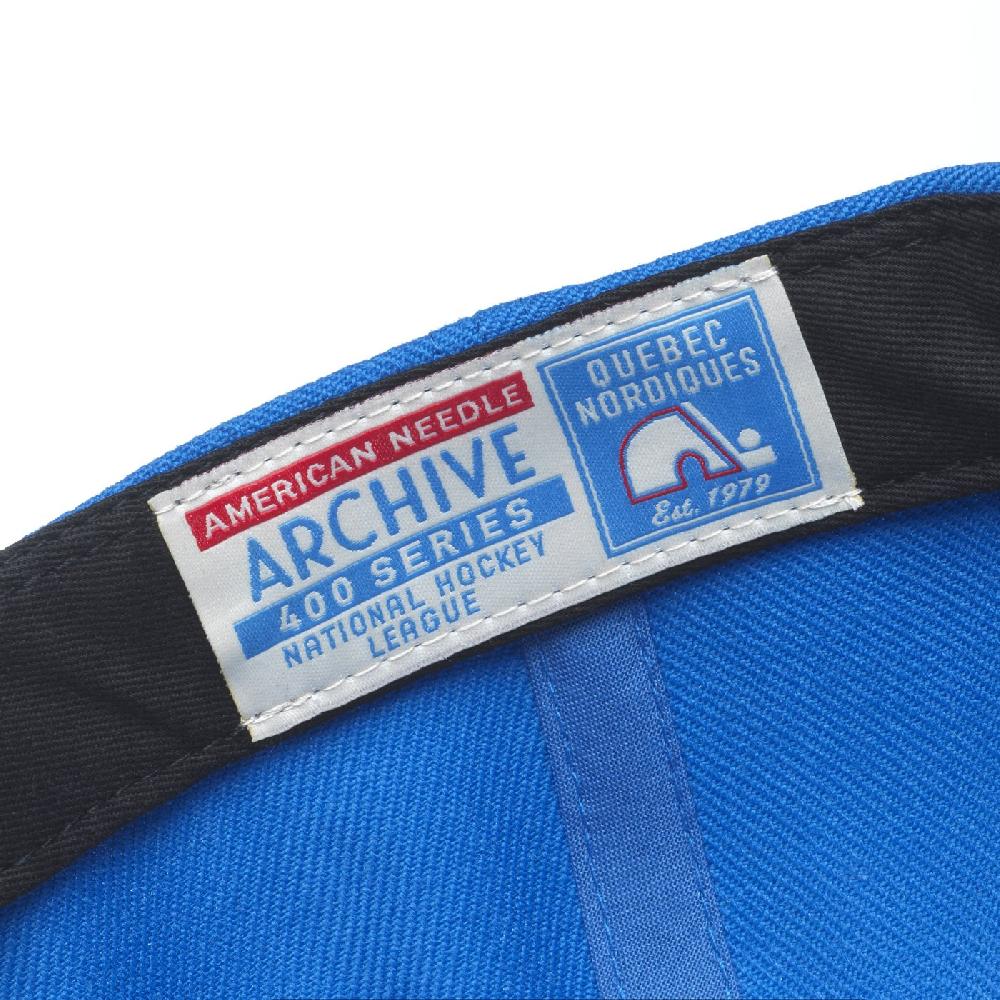 AMERICAN NEEDLE
ARCHIVE
400 SERIES
NATIONAL HOCKEY
LEAGUE
QUEBEC
NORDIQUES
Est. 1979